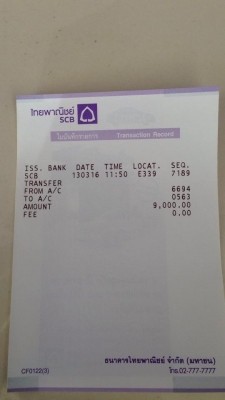 ไทยพาณิชย์
SCB
ใบบันทึกรายการ Transaction Record
ISS. BANK DATE TIME LOCAT. SEQ.
SCB 130316 11:50 E339 7189
TRANSFER
FROM A/C 6694
TO A/C 0563
AMOUNT 9,000.00
FEE 0.00
ธนาคารไทยพาณิชย์ จำกัด (มหาชน)
CF0122(3) โทร.02-777-7777